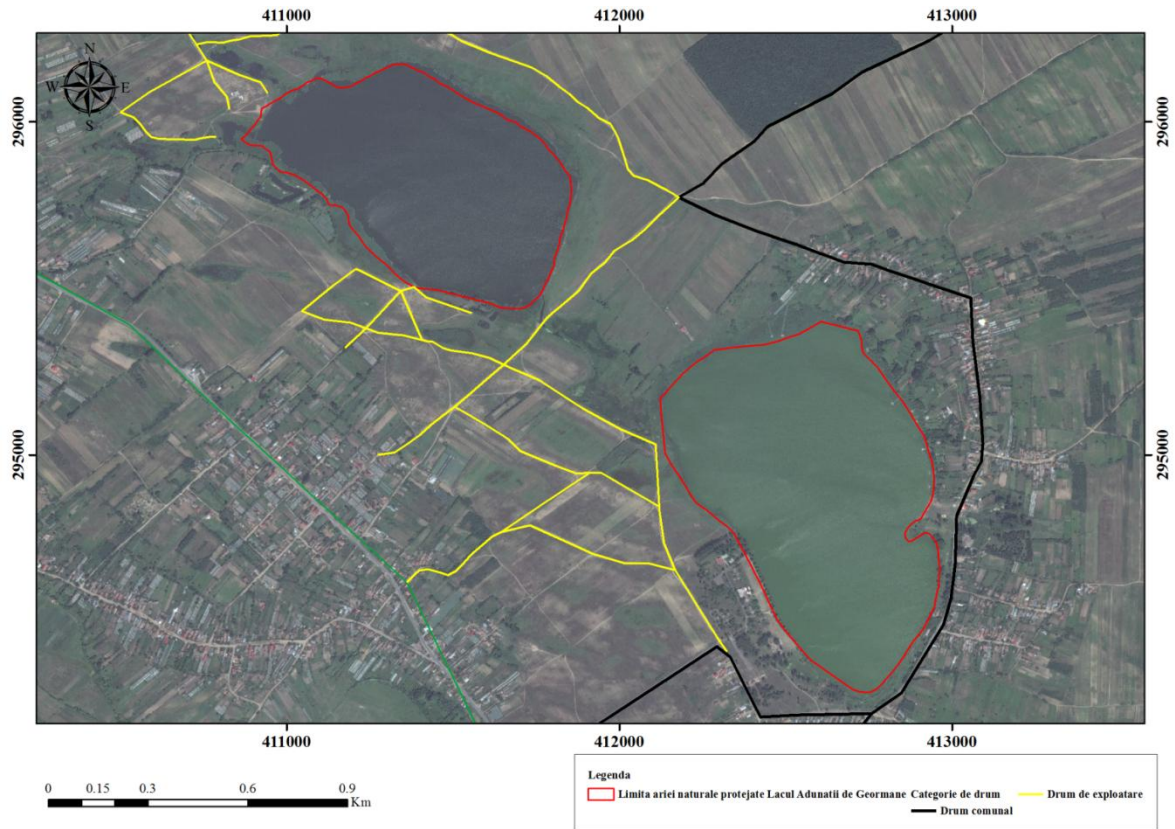 411000 412000 413000
N
W E
S
296000 296000
295000 295000
411000 412000 413000
0 0.15 0.3 0.6 0.9
Km
Legenda
Limita ariei naturale protejate Lacul Adunatii de Geormane Categorie de drum Drum de exploatare
Drum comunal